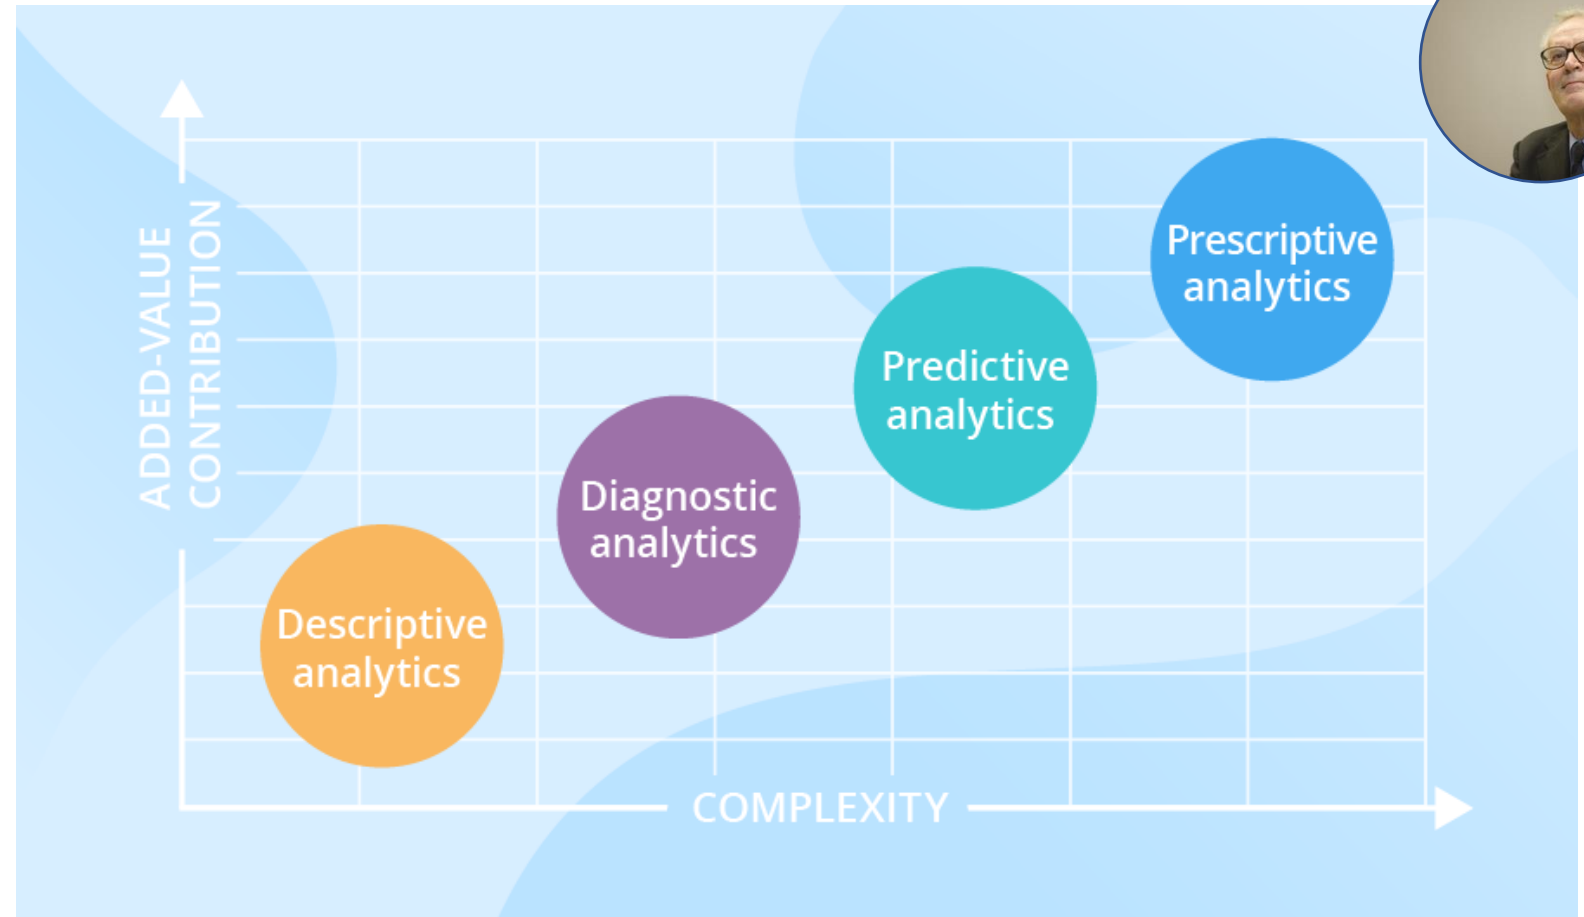 ADDED-VALUE
CONTRIBUTION
Prescriptive
analytics
Predictive
analytics
Diagnostic
analytics
Descriptive
analytics
COMPLEXITY